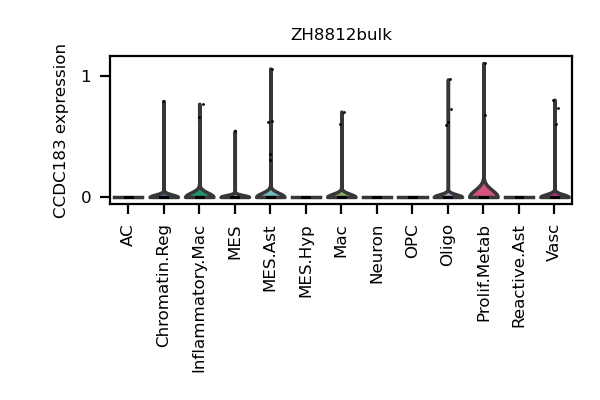 ZH8812bulk
CCDC183 expression
1
0
AC
Chromatin.Reg
Inflammatory.Mac
MES
MES.Ast
MES.Hyp
Mac
Neuron
OPC
Oligo
Prolif.Metab
Reactive.Ast
Vasc